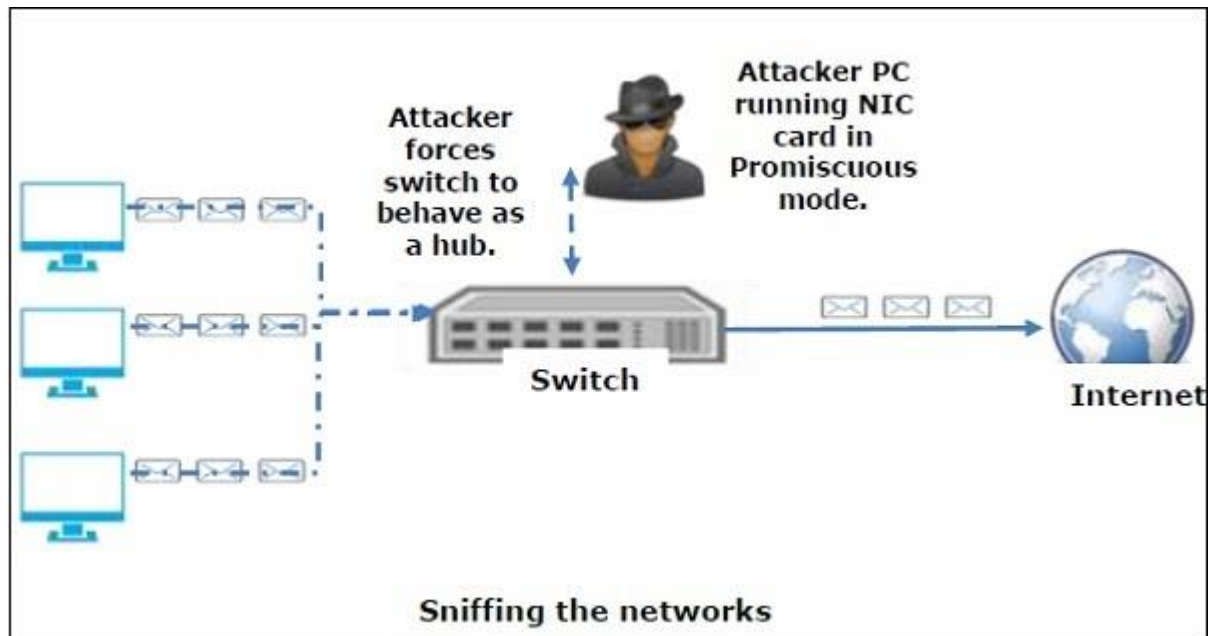 Attacker
forces
switch to
behave as
a hub.
Attacker PC
running NIC
card in
Promiscuous
mode.
Switch
Internet
Sniffing the networks